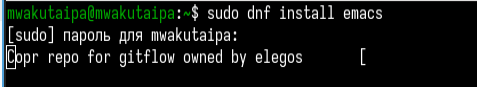 mwakutaipa@mwakutaipa:~$ sudo dnf install emacs
[sudo] пароль для mwakutaipa:
Copr repo for gitflow owned by elegos      [